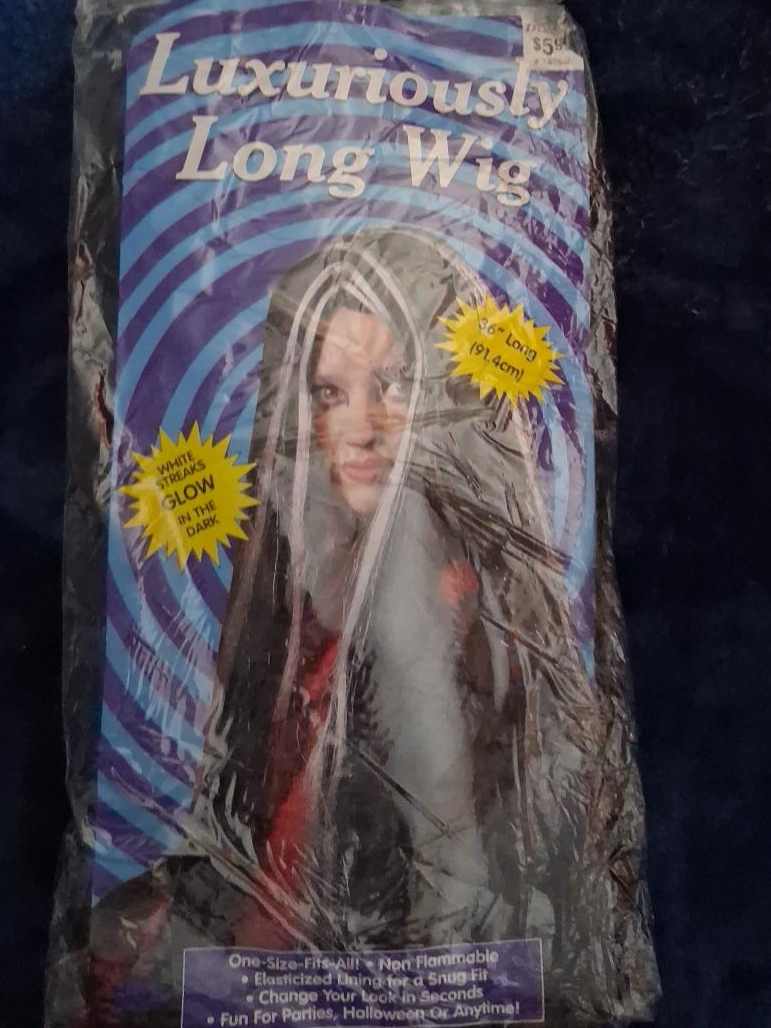 $5
Luxuriously
Long Wig
36" Long
(91.4cm)
WHITE
STREAKS
GLOW
IN THE
DARK
One-Size-Fits-All! • Non Flammable
• Elasticized Lining for a Snug Fit
• Change Your Look in Seconds
• Fun For Parties, Halloween Or Anytime!